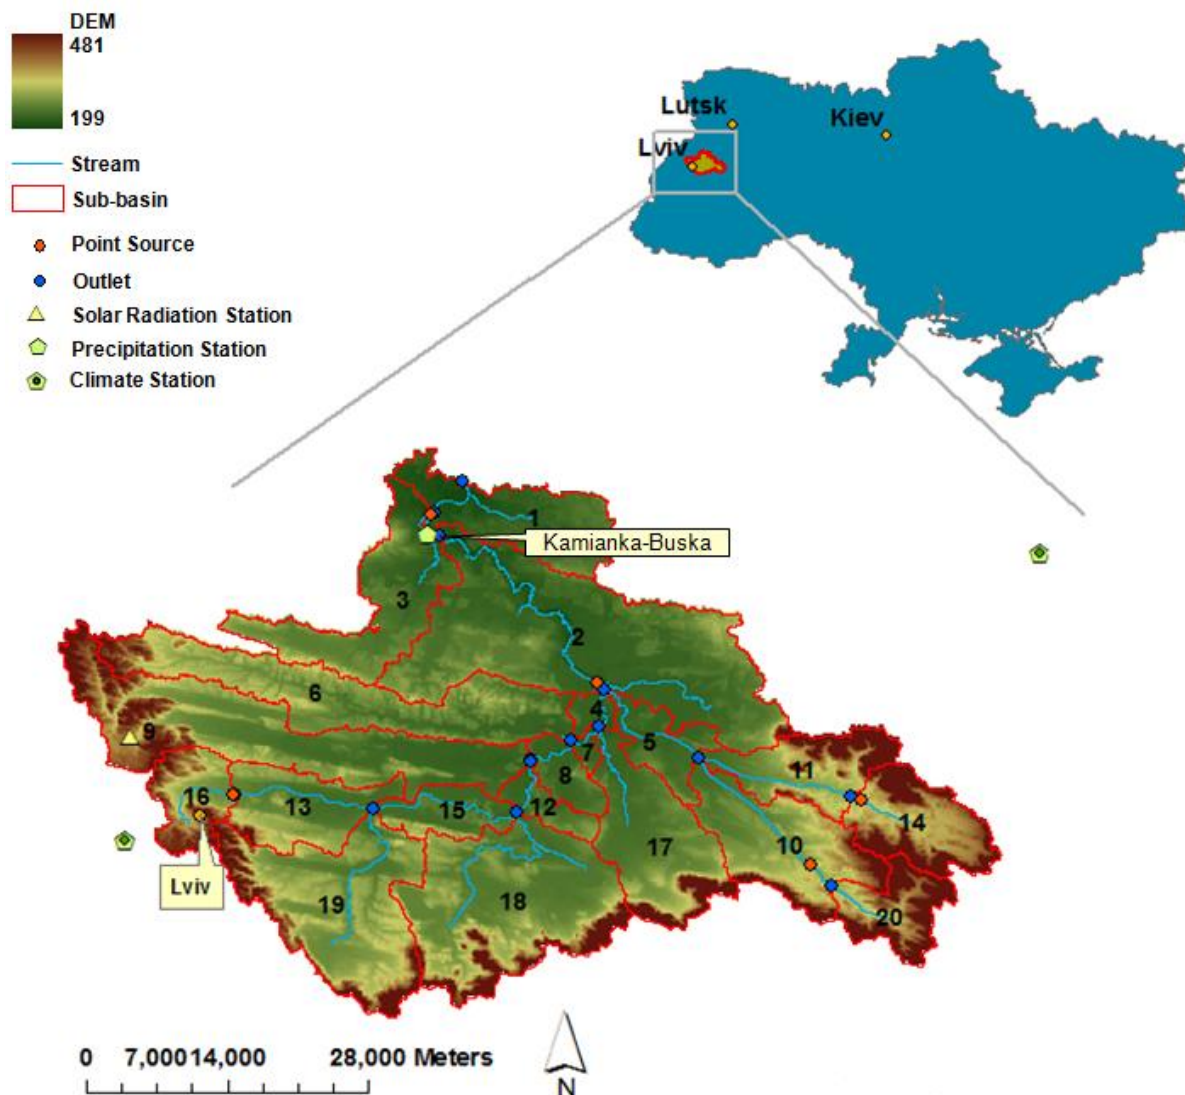 DEM
481
199
Stream
Sub-basin
Point Source
Outlet
Solar Radiation Station
Precipitation Station
Climate Station
Lutsk
Kiev
Lviv
1
Kamianka-Buska
3
2
6
4
9
5
7
11
8
16
13
15
12
14
10
17
Lviv
19
18
20
0 7,000 14,000 28,000 Meters
N